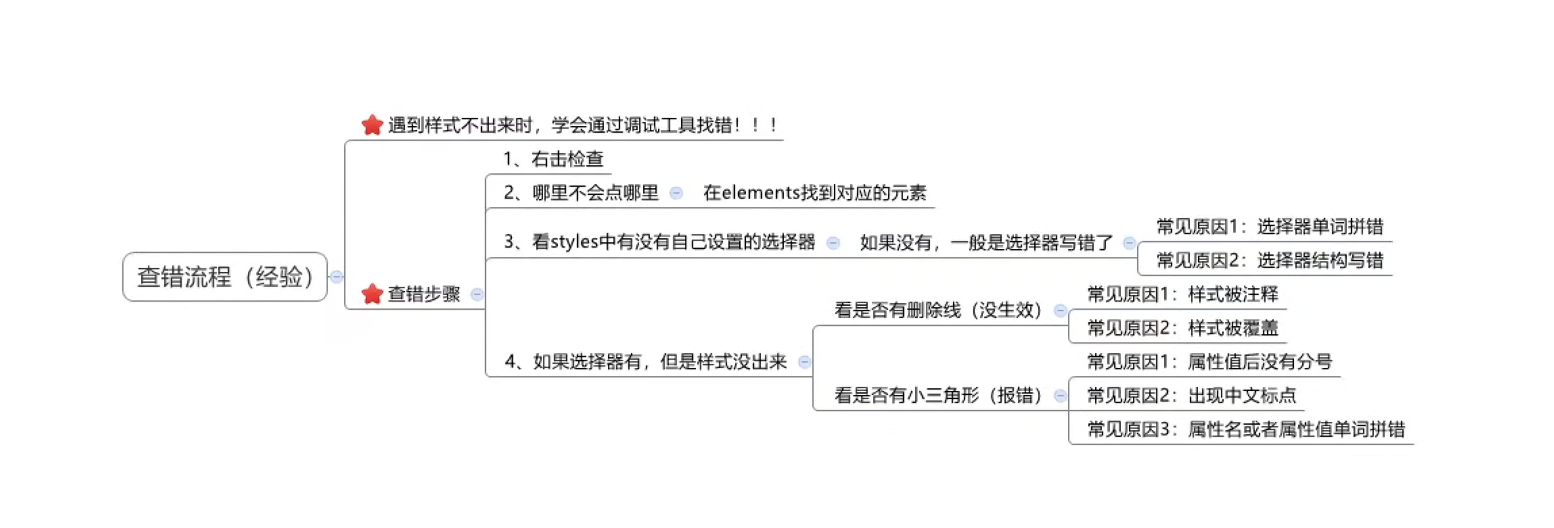 遇到样式不出来时，学会通过调试工具找错！！！
1、右击检查
2、哪里不会点哪里
在elements找到对应的元素
3、看styles中有没有自己设置的选择器
如果没有，一般是选择器写错了
常见原因1：选择器单词拼错
常见原因2：选择器结构写错
查错流程（经验）
查错步骤
4、如果选择器有，但是样式没出来
看是否有删除线（没生效）
常见原因1：样式被注释
常见原因2：样式被覆盖
看是否有小三角形（报错）
常见原因1：属性值后没有分号
常见原因2：出现中文标点
常见原因3：属性名或者属性值单词拼错